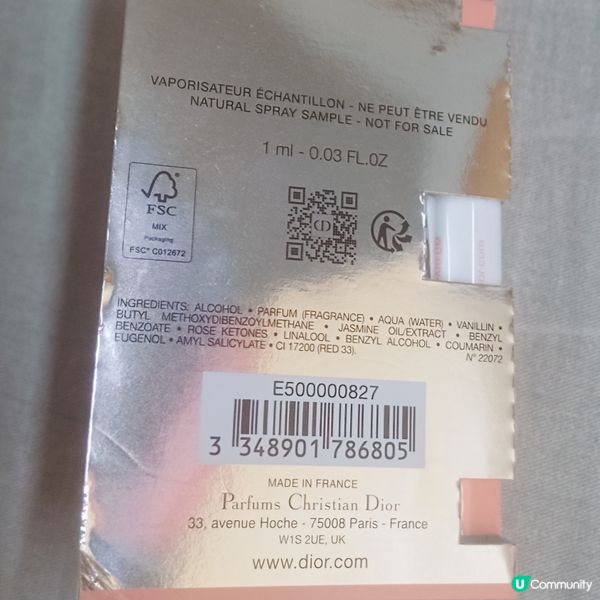 VAPORISATEUR ÉCHANTILLON - NE PEUT ÊTRE VENDU
NATURAL SPRAY SAMPLE - NOT FOR SALE
1 ml - 0.03 FL.OZ
FSC
MIX
Packaging
FSC® C012672
CD
ior.com
INGREDIENTS: ALCOHOL • PARFUM (FRAGRANCE) • AQUA (WATER) • VANILLIN •
BUTYL METHOXYDIBENZOYLMETHANE • JASMINE OIL/EXTRACT • BENZYL
BENZOATE • ROSE KETONES • LINALOOL • BENZYL ALCOHOL • COUMARIN •
EUGENOL • AMYL SALICYLATE • CI 17200 (RED 33).
N° 22072
E500000827
3 348901 786805
MADE IN FRANCE
Parfums Christian Dior
33, avenue Hoche - 75008 Paris - France
W1S 2UE, UK
www.dior.com
U Community